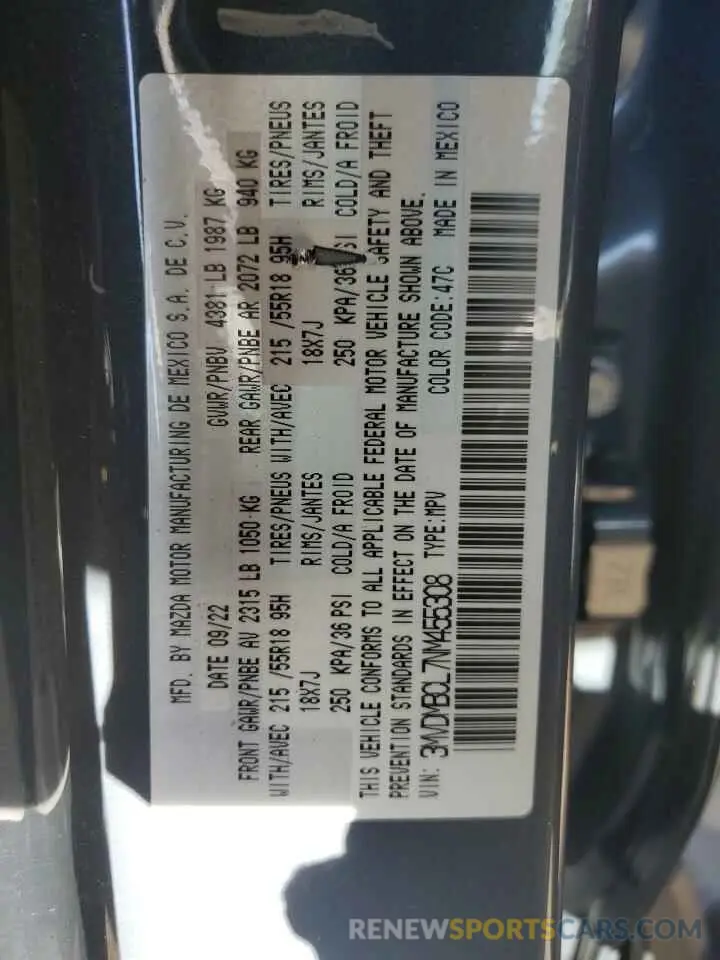 MFD. BY MAZDA MOTOR MANUFACTURING DE MEXICO S.A. DE C.V.
DATE 09/22 GVWR/PNBV 4381 LB 1987 KG
FRONT GAWR/PNBE AV 2315 LB 1050 KG REAR GAWR/PNBE AR 2072 LB 940 KG
WITH/AVEC 215 /55R18 95H TIRES/PNEUS WITH/AVEC 215 /55R18 95H TIRES/PNEUS
18X7J RIMS/JANTES 18X7J RIMS/JANTES
250 KPA/36 PSI COLD/A FROID 250 KPA/36 PSI COLD/A FROID
THIS VEHICLE CONFORMS TO ALL APPLICABLE FEDERAL MOTOR VEHICLE SAFETY AND THEFT
PREVENTION STANDARDS IN EFFECT ON THE DATE OF MANUFACTURE SHOWN ABOVE.
VIN: 3MVDMBCL7NM456308 TYPE:MPV COLOR CODE:47C MADE IN MEXICO
RENEWSPORTSCARS.COM